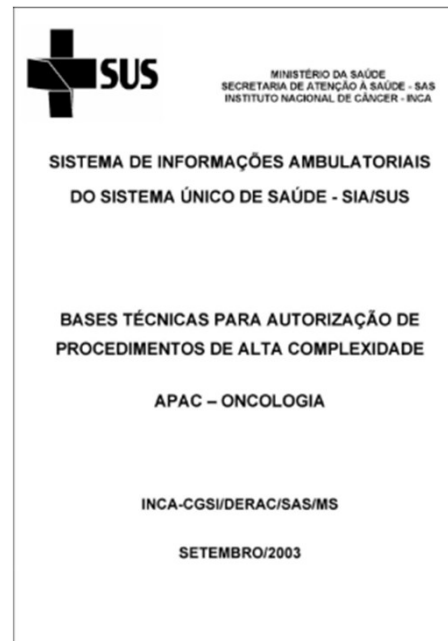 SUS
MINISTÉRIO DA SAÚDE
SECRETARIA DE ATENÇÃO À SAÚDE - SAS
INSTITUTO NACIONAL DE CÂNCER - INCA
SISTEMA DE INFORMAÇÕES AMBULATORIAIS
DO SISTEMA ÚNICO DE SAÚDE - SIA/SUS
BASES TÉCNICAS PARA AUTORIZAÇÃO DE
PROCEDIMENTOS DE ALTA COMPLEXIDADE
APAC – ONCOLOGIA
INCA-CGSI/DERAC/SAS/MS
SETEMBRO/2003